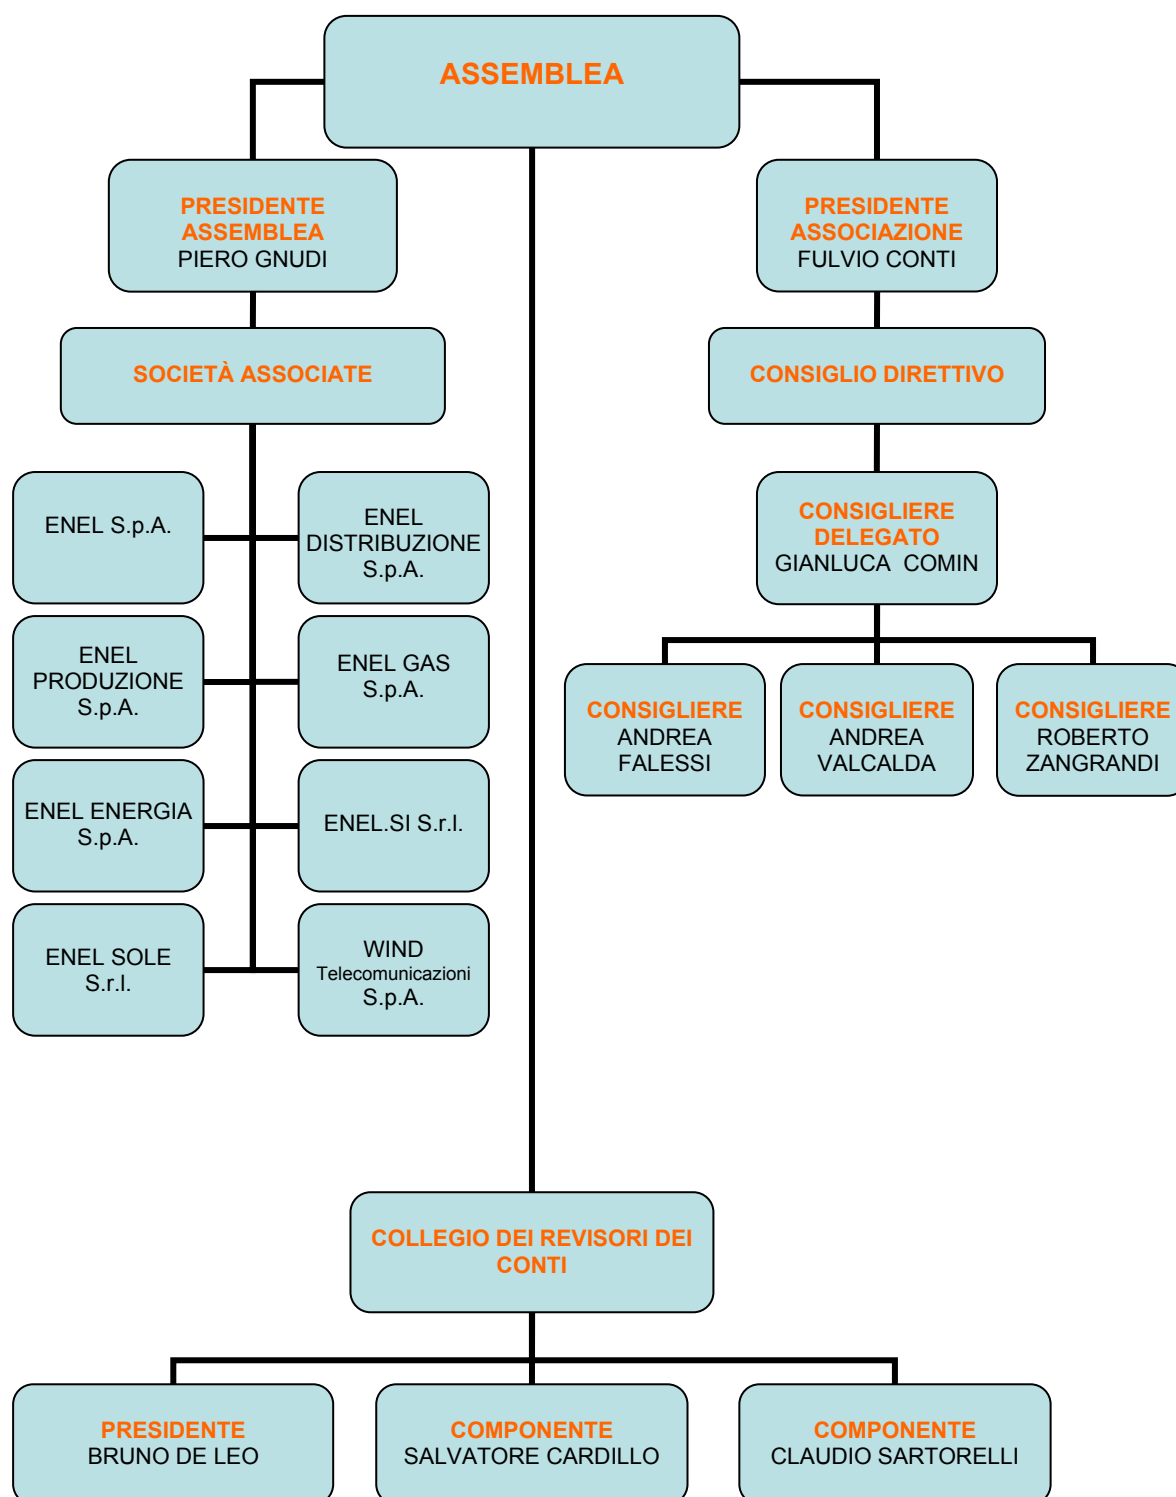 ASSEMBLEA
PRESIDENTE
ASSEMBLEA
PIERO GNUDI
PRESIDENTE
ASSOCIAZIONE
FULVIO CONTI
SOCIETÀ ASSOCIATE
CONSIGLIO DIRETTIVO
ENEL S.p.A.
ENEL
DISTRIBUZIONE
S.p.A.
CONSIGLIERE
DELEGATO
GIANLUCA  COMIN
ENEL
PRODUZIONE
S.p.A.
ENEL GAS
S.p.A.
CONSIGLIERE
ANDREA
FALESSI
CONSIGLIERE
ANDREA
VALCALDA
CONSIGLIERE
ROBERTO
ZANGRANDI
ENEL ENERGIA
S.p.A.
ENEL.SI S.r.l.
ENEL SOLE
S.r.l.
WIND
Telecomunicazioni
S.p.A.
COLLEGIO DEI REVISORI DEI
CONTI
PRESIDENTE
BRUNO DE LEO
COMPONENTE
SALVATORE CARDILLO
COMPONENTE
CLAUDIO SARTORELLI